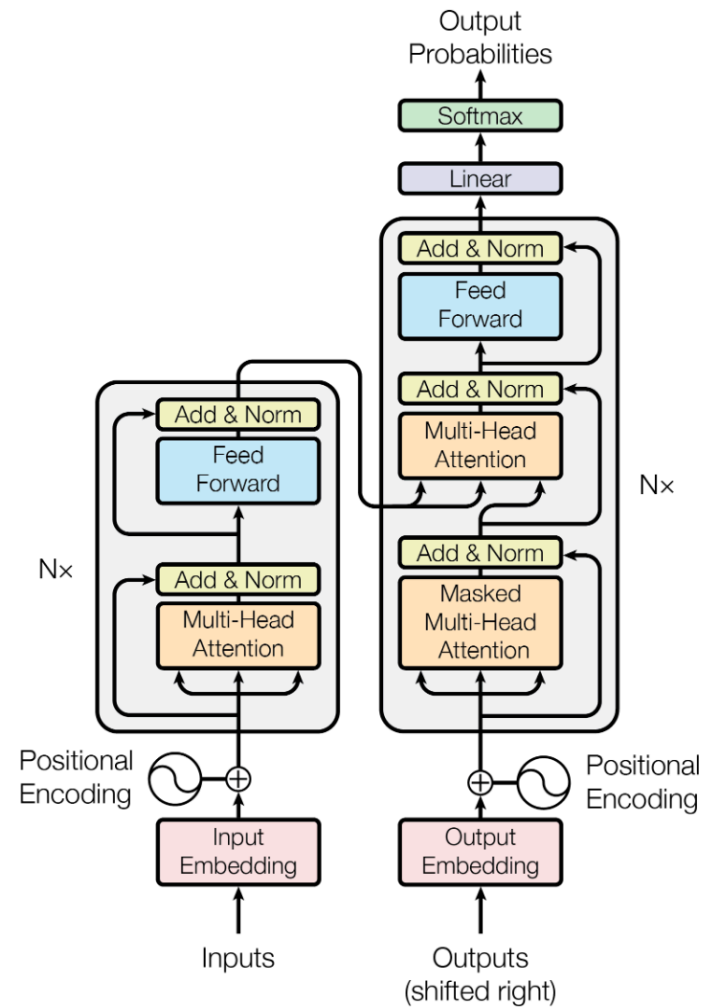 Output
Probabilities
Softmax
Linear
Add & Norm
Feed
Forward
Add & Norm
Multi-Head
Attention
Add & Norm
Masked
Multi-Head
Attention
N×
Add & Norm
Feed
Forward
Add & Norm
Multi-Head
Attention
N×
Positional
Encoding
Positional
Encoding
Input
Embedding
Output
Embedding
Inputs
Outputs
(shifted right)